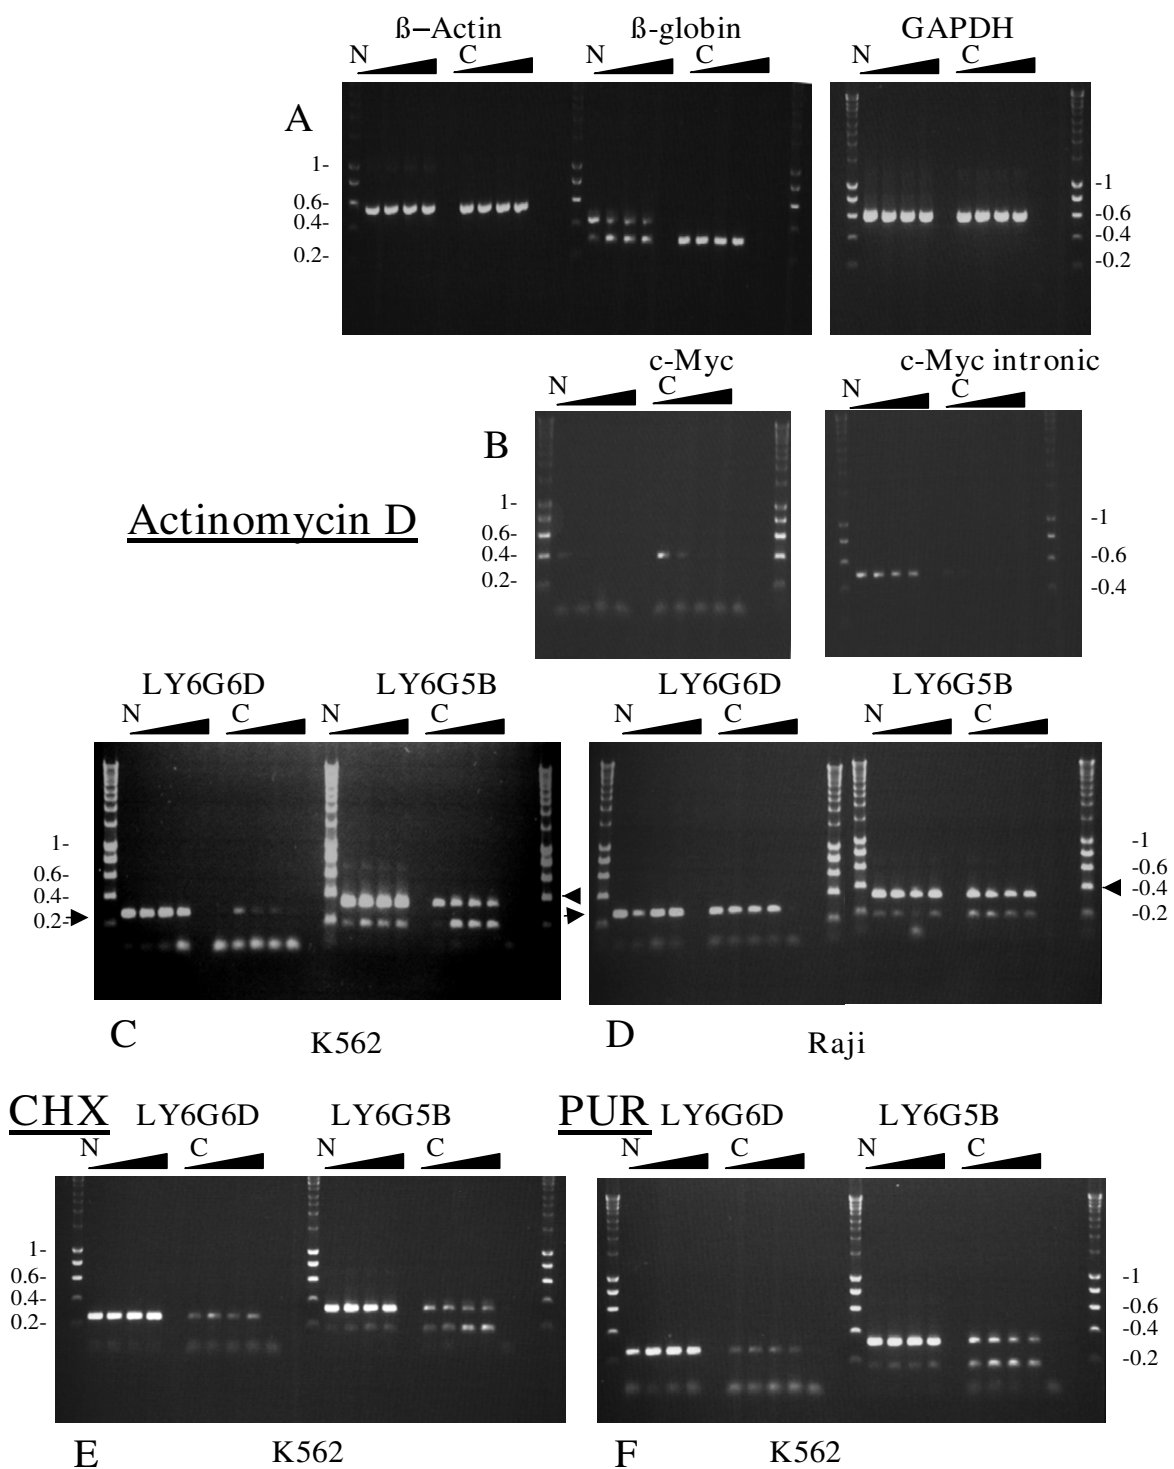 ß–Actin ß-globin GAPDH
N C N C N C
A
1- -1
0.6- -0.6
0.4- -0.4
0.2- -0.2
c-Myc c-Myc intronic
N C N C
B
Actinomycin D
1- -1
0.6- -0.6
0.4- -0.4
0.2-
LY6G6D LY6G5B LY6G6D LY6G5B
N C N C N C N C
1- -1
0.6- -0.6
0.4- -0.4
0.2- -0.2
C K562 D Raji
CHX LY6G6D LY6G5B PUR LY6G6D LY6G5B
N C N C N C N C
1- -1
0.6- -0.6
0.4- -0.4
0.2- -0.2
E K562 F K562